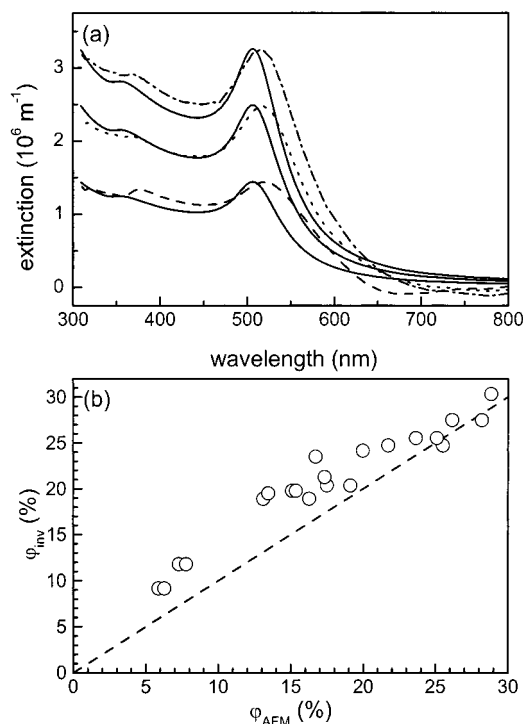 (a)
extinction (10⁶ m⁻¹)
3
2
1
0
300 400 500 600 700 800
wavelength (nm)
(b)
φinv (%)
30
25
20
15
10
5
0
0 5 10 15 20 25 30
φAFM (%)